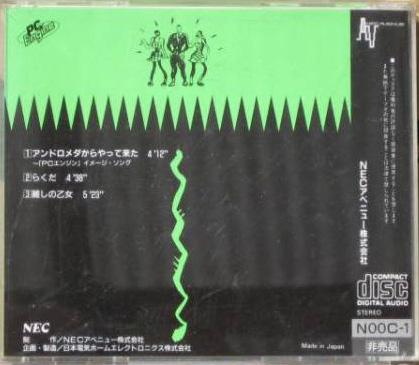 PC Engine
1 アンドロメダからやって来た 4'12"
〜「PCエンジン」イメージ・ソング
2 らくだ 4'38"
3 麗しの乙女 5'23"
NEC
制 作/NECアベニュー株式会社
企画・製造/日本電気ホームエレクトロニクス株式会社
Made in Japan
AV
NECアベニュー株式会社
COMPACT
disc
DIGITAL AUDIO
STEREO
N00C-1
非売品